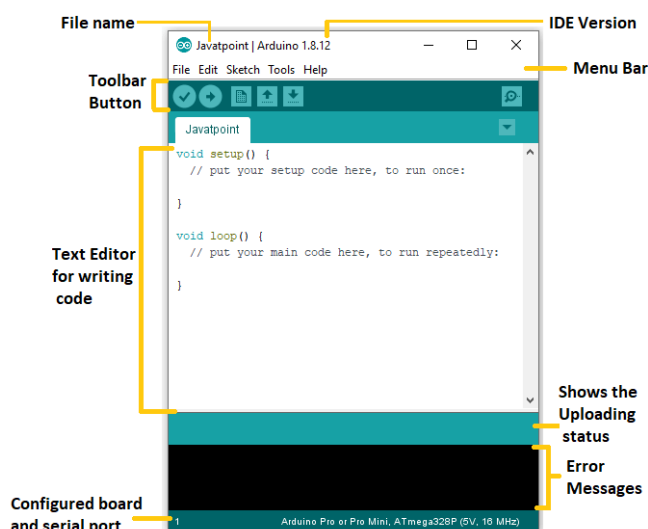 File name
IDE Version
Javatpoint | Arduino 1.8.12
File Edit Sketch Tools Help
Menu Bar
Toolbar
Button
Javatpoint
void setup() {
// put your setup code here, to run once:
}
void loop() {
// put your main code here, to run repeatedly:
}
Text Editor
for writing
code
Shows the
Uploading
status
Error
Messages
Configured board
and serial port
1
Arduino Pro or Pro Mini, ATmega328P (5V, 16 MHz)